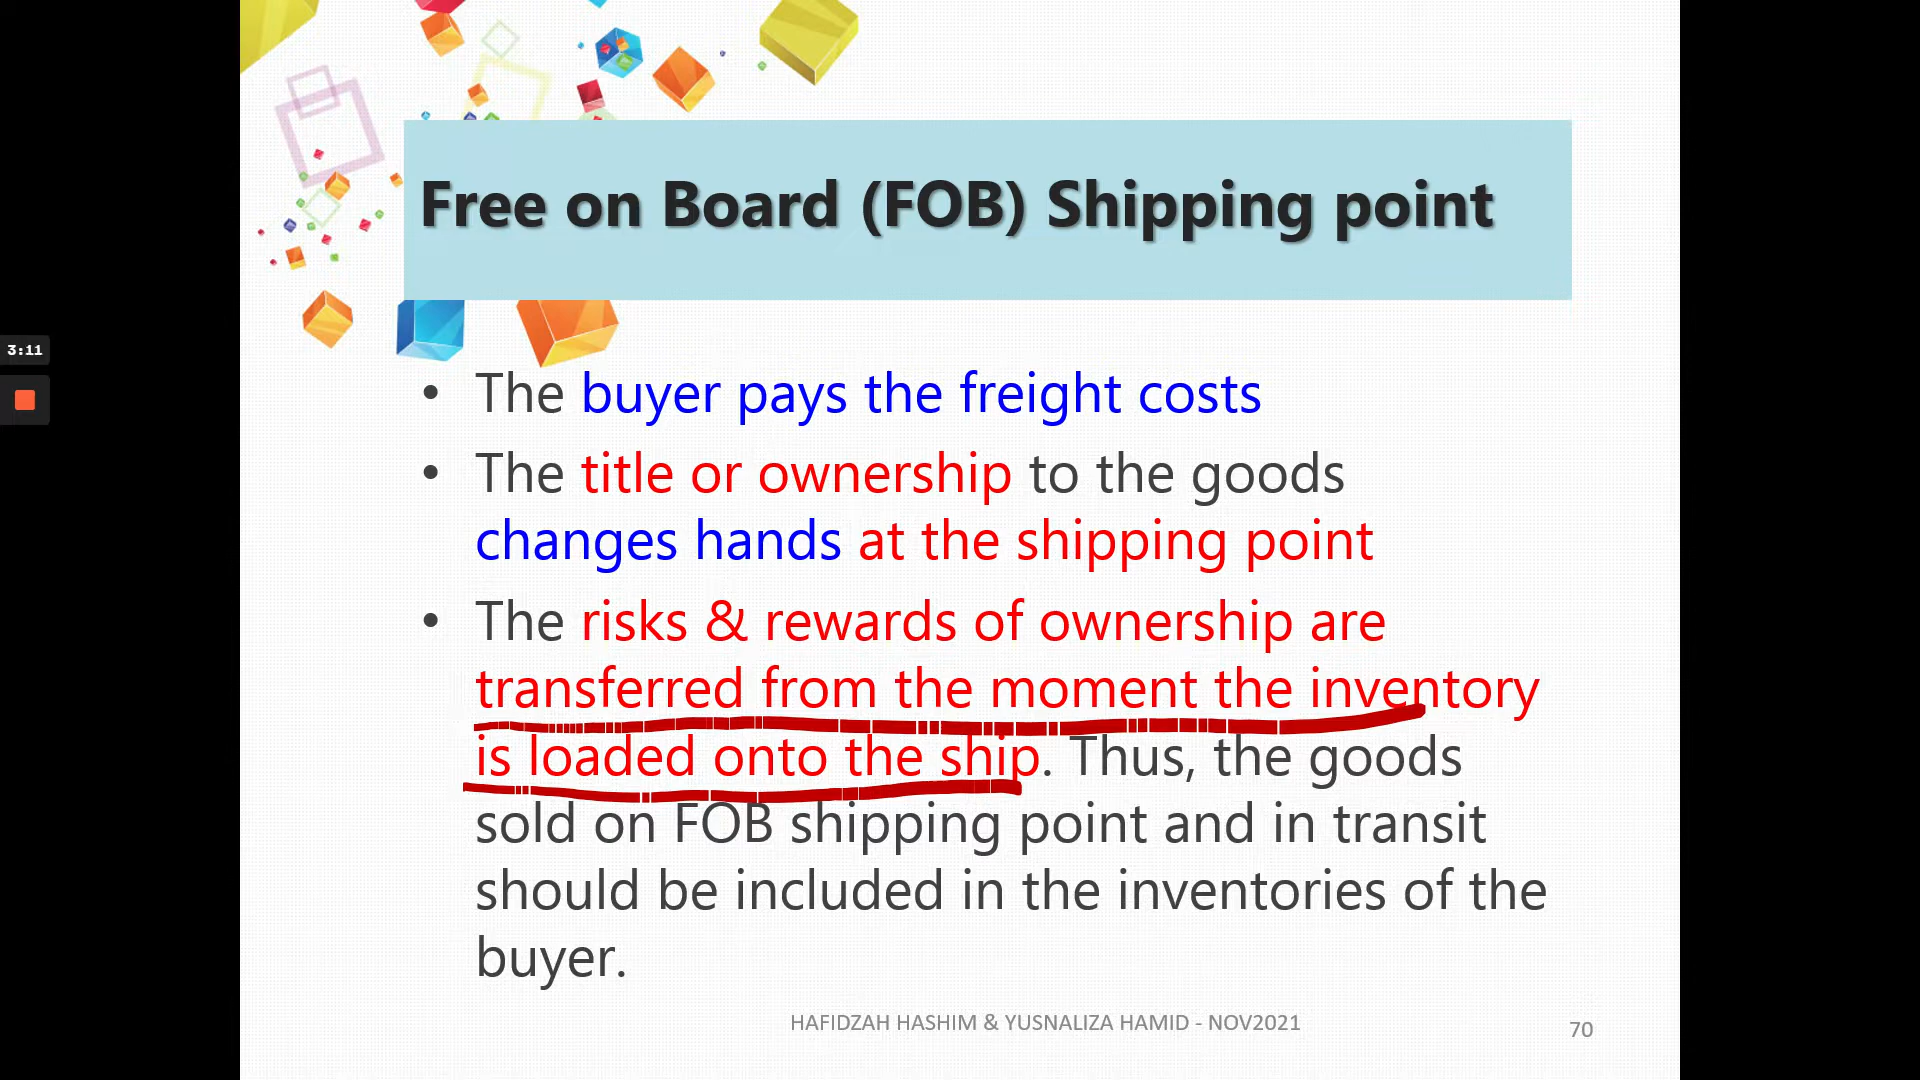 Free on Board (FOB) Shipping point
3:11
• The buyer pays the freight costs
• The title or ownership to the goods
changes hands at the shipping point
• The risks & rewards of ownership are
transferred from the moment the inventory
is loaded onto the ship. Thus, the goods
sold on FOB shipping point and in transit
should be included in the inventories of the
buyer.
HAFIDZAH HASHIM & YUSNALIZA HAMID - NOV2021
70